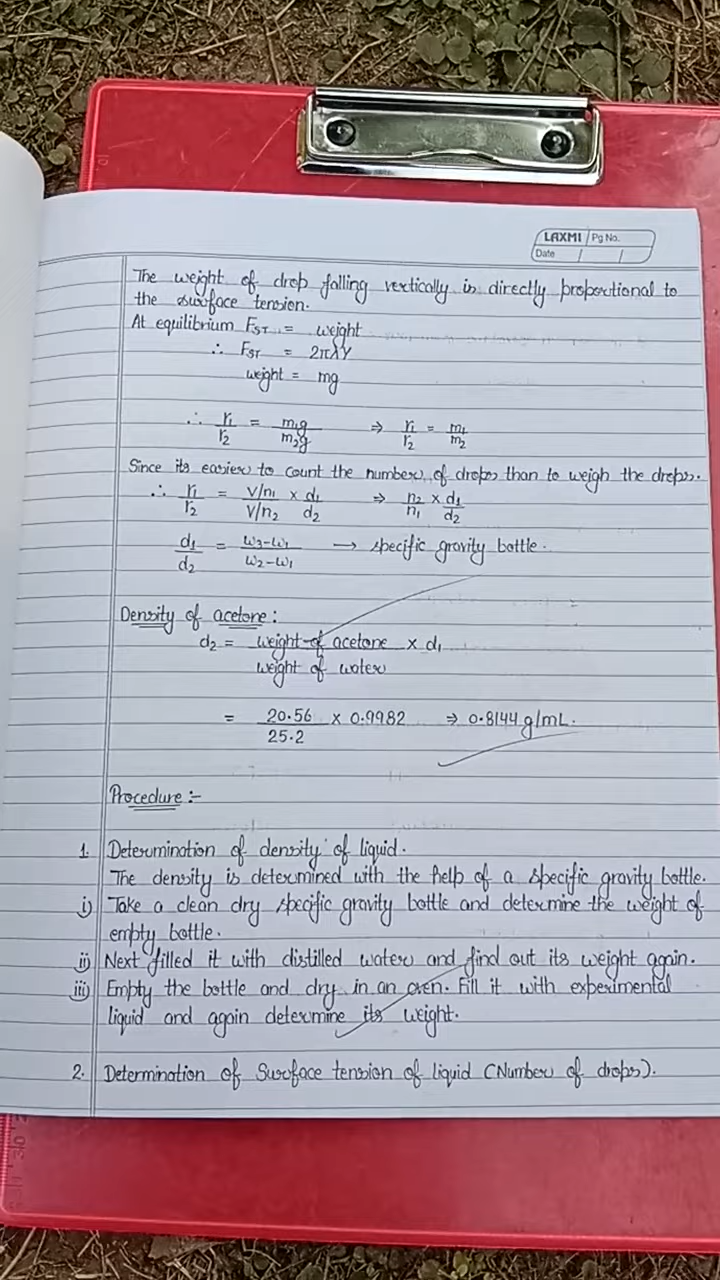 LAXMI Pg No.
Date / /
The weight of drop falling vertically is directly proportional to
the surface tension.
At equilibrium FST = weight
∴ FST = 2πλγ
weight = mg
∴ r1/r2 = m1g/m2g ⇒ r1/r2 = m1/m2
Since its easier to count the number of drops than to weigh the drops.
∴ r1/r2 = V/n1/V/n2 × d1/d2 ⇒ n2/n1 × d1/d2
d1/d2 = ω3-ω1/ω2-ω1 → specific gravity bottle.
Density of acetone:
d2 = weight of acetone × d1
weight of water
= 20.56/25.2 × 0.9982 ⇒ 0.8144 g/mL.
Procedure :-
1. Determination of density of liquid.
The density is determined with the help of a specific gravity bottle.
i) Take a clean dry specific gravity bottle and determine the weight of
empty bottle.
ii) Next filled it with distilled water and find out its weight again.
iii) Empty the bottle and dry in an oven. Fill it with experimental
liquid and again determine its weight.
2. Determination of Surface tension of liquid (Number of drops).